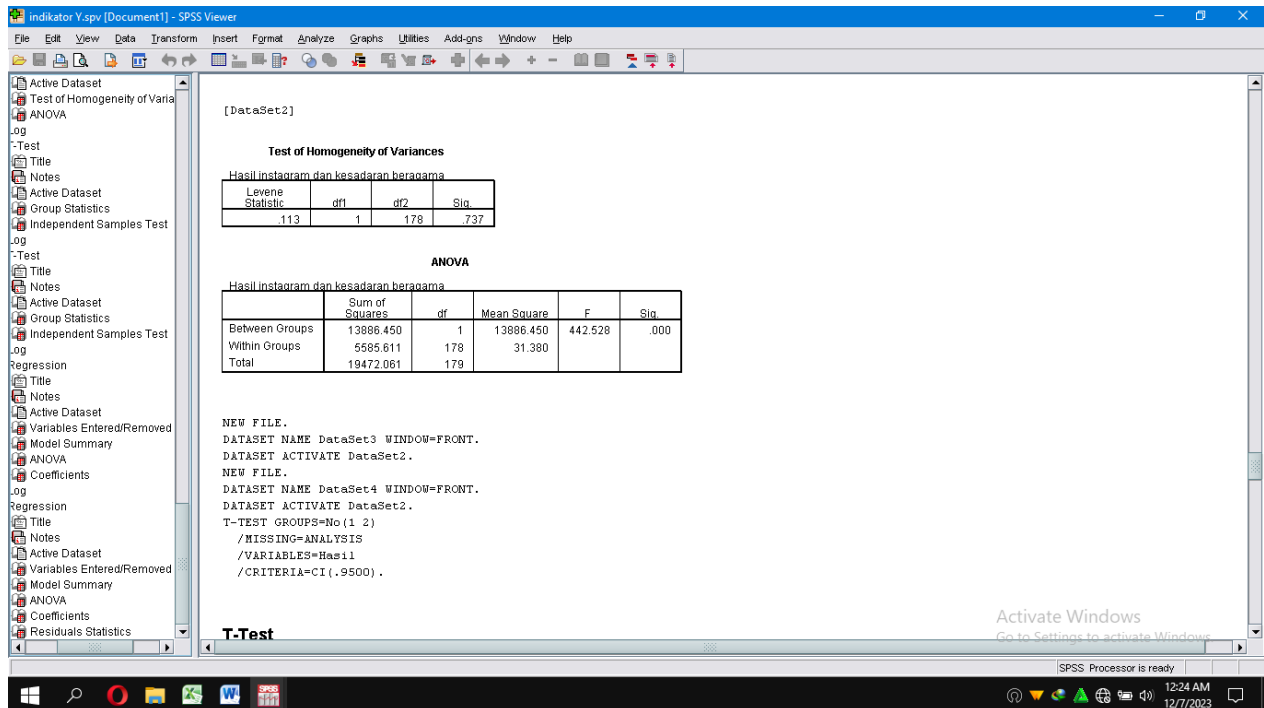 indikator Y.spv [Document1] - SPSS Viewer
File Edit View Data Transform Insert Format Analyze Graphs Utilities Add-ons Window Help
Active Dataset
Test of Homogeneity of Varia
ANOVA
Log
T-Test
Title
Notes
Active Dataset
Group Statistics
Independent Samples Test
Log
T-Test
Title
Notes
Active Dataset
Group Statistics
Independent Samples Test
Log
Regression
Title
Notes
Active Dataset
Variables Entered/Removed
Model Summary
ANOVA
Coefficients
Log
Regression
Title
Notes
Active Dataset
Variables Entered/Removed
Model Summary
ANOVA
Coefficients
Residuals Statistics
[DataSet2]
Test of Homogeneity of Variances
Hasil instagram dan kesadaran beragama
Levene Statistic df1 df2 Sig.
.113 1 178 .737
ANOVA
Hasil instagram dan kesadaran beragama
Sum of Squares df Mean Square F Sig.
Between Groups 13886.450 1 13886.450 442.528 .000
Within Groups 5585.611 178 31.380
Total 19472.061 179
NEW FILE.
DATASET NAME DataSet3 WINDOW=FRONT.
DATASET ACTIVATE DataSet2.
NEW FILE.
DATASET NAME DataSet4 WINDOW=FRONT.
DATASET ACTIVATE DataSet2.
T-TEST GROUPS=No(1 2)
/MISSING=ANALYSIS
/VARIABLES=Hasil
/CRITERIA=CI(.9500).
T-Test
Activate Windows
Go to Settings to activate Windows.
SPSS Processor is ready
SPSS
12:24 AM
12/7/2023